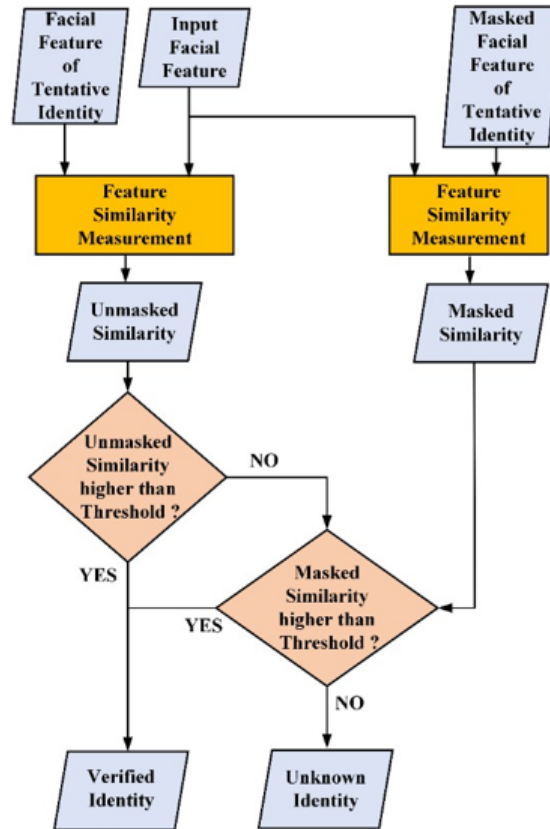 Facial
Feature
of
Tentative
Identity
Input
Facial
Feature
Masked
Facial
Feature
of
Tentative
Identity
Feature
Similarity
Measurement
Feature
Similarity
Measurement
Unmasked
Similarity
Masked
Similarity
Unmasked
Similarity
higher than
Threshold ?
NO
YES
Masked
Similarity
higher than
Threshold ?
YES
NO
Verified
Identity
Unknown
Identity